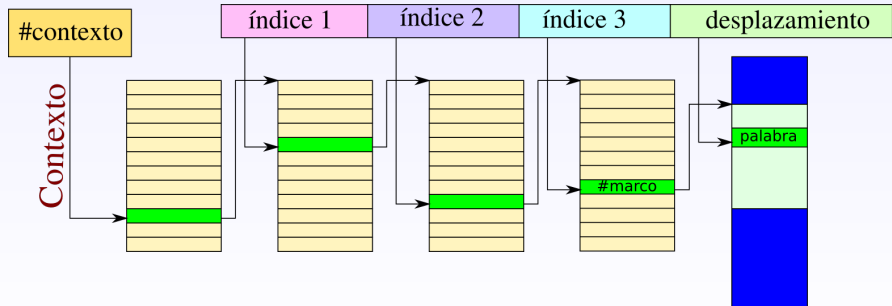 #contexto
índice 1
índice 2
índice 3
desplazamiento
Contexto
#marco
palabra